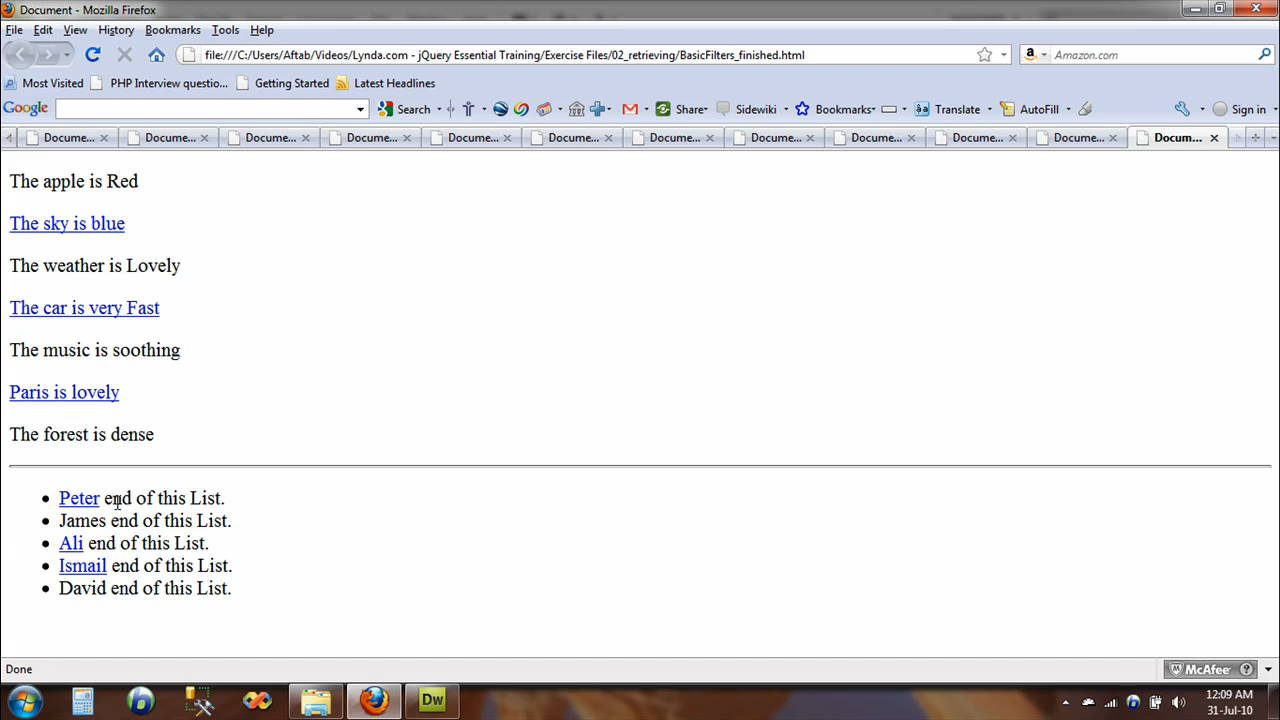 Document - Mozilla Firefox
File Edit View History Bookmarks Tools Help
file:///C:/Users/Aftab/Videos/Lynda.com - jQuery Essential Training/Exercise Files/02_retrieving/BasicFilters_finished.html
Amazon.com
Most Visited PHP Interview questio... Getting Started Latest Headlines
Google Search Share Sidewiki Bookmarks Translate AutoFill Sign in
Docume... Docume... Docume... Docume... Docume... Docume... Docume... Docume... Docume... Docume... Docume... Docum...
The apple is Red
The sky is blue
The weather is Lovely
The car is very Fast
The music is soothing
Paris is lovely
The forest is dense
Peter end of this List.
James end of this List.
Ali end of this List.
Ismail end of this List.
David end of this List.
Done
McAfee
Dw
12:09 AM
31-Jul-10